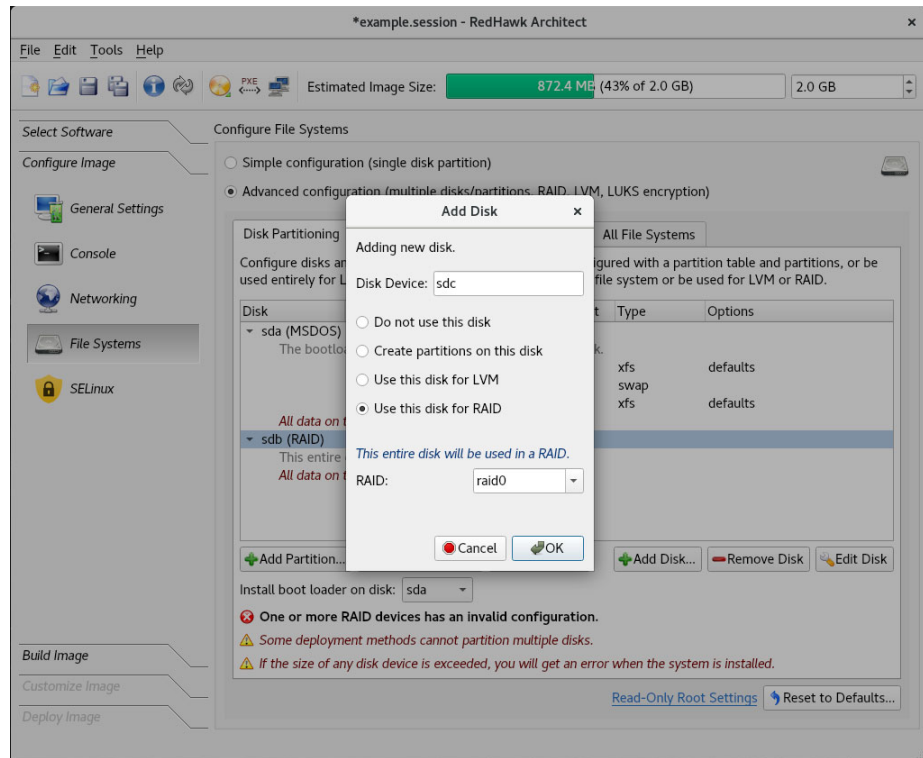 *example.session - RedHawk Architect
File Edit Tools Help
PXE
Estimated Image Size: 872.4 MB (43% of 2.0 GB) 2.0 GB
Select Software
Configure Image
General Settings
Console
Networking
File Systems
SELinux
Build Image
Customize Image
Deploy Image
Configure File Systems
Simple configuration (single disk partition)
Advanced configuration (multiple disks/partitions, RAID, LVM, LUKS encryption)
Disk Partitioning All File Systems
Configure disks an gured with a partition table and partitions, or be
used entirely for L file system or be used for LVM or RAID.
Disk t Type Options
sda (MSDOS)
The bootloa k.
xfs defaults
swap
xfs defaults
All data on t
sdb (RAID)
This entire
All data on t
Add Partition... Add Disk... Remove Disk Edit Disk
Install boot loader on disk: sda
One or more RAID devices has an invalid configuration.
Some deployment methods cannot partition multiple disks.
If the size of any disk device is exceeded, you will get an error when the system is installed.
Read-Only Root Settings Reset to Defaults...
Add Disk
Adding new disk.
Disk Device: sdc
Do not use this disk
Create partitions on this disk
Use this disk for LVM
Use this disk for RAID
This entire disk will be used in a RAID.
RAID: raid0
Cancel OK